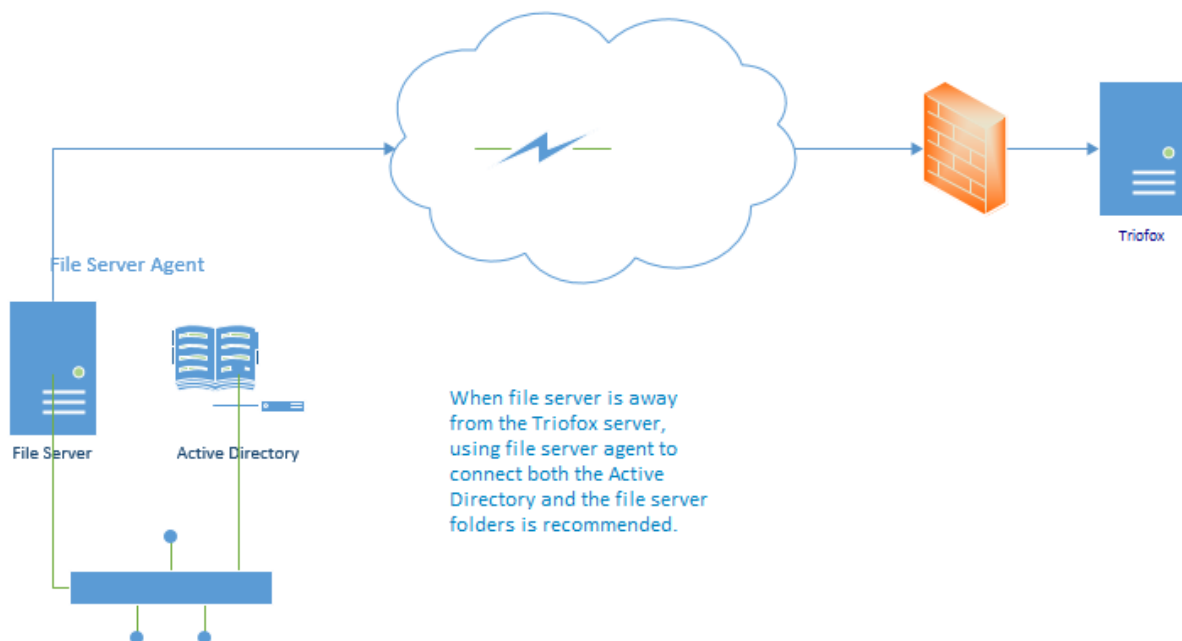 File Server Agent
Triofox
File Server
Active Directory
When file server is away
from the Triofox server,
using file server agent to
connect both the Active
Directory and the file server
folders is recommended.